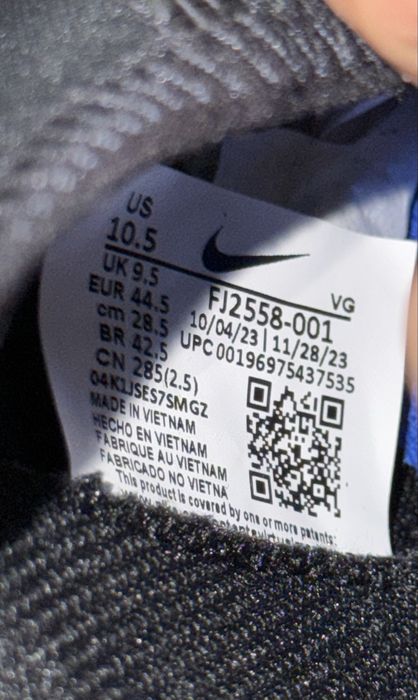 US
10.5
UK 9.5
EUR 44.5
cm 28.5
BR 42,5
CN 285(2.5)
VG
FJ2558-001
10/04/23 | 11/28/23
UPC 00196975437535
04K1JSES7SMGZ
MADE IN VIETNAM
HECHO EN VIETNAM
FABRIQUE AU VIETNAM
FABRICADO NO VIETNA
This product is covered by one or more patents: